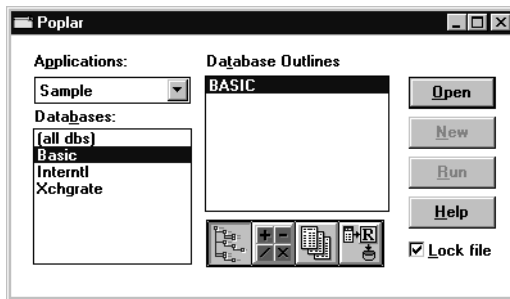 Poplar
Applications:
Sample
Databases:
(all dbs)
Basic
Interntl
Xchgrate
Database Outlines
BASIC
R
Open
New
Run
Help
Lock file